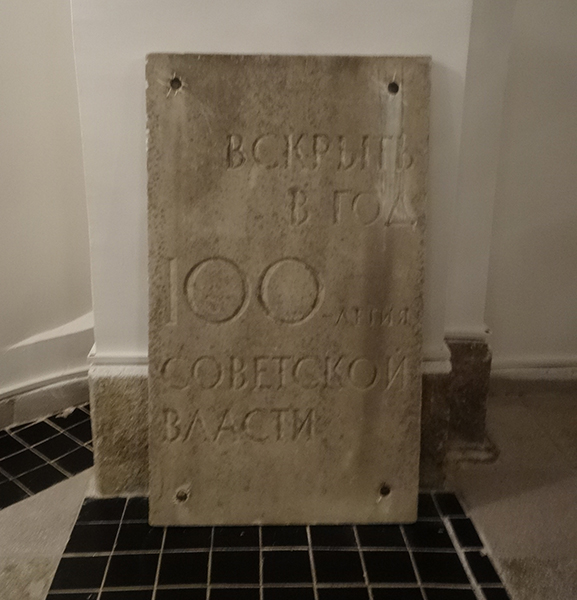 ВСКРЫТЬ
В ГОД
100-ЛЕТИЯ
СОВЕТСКОЙ
ВЛАСТИ